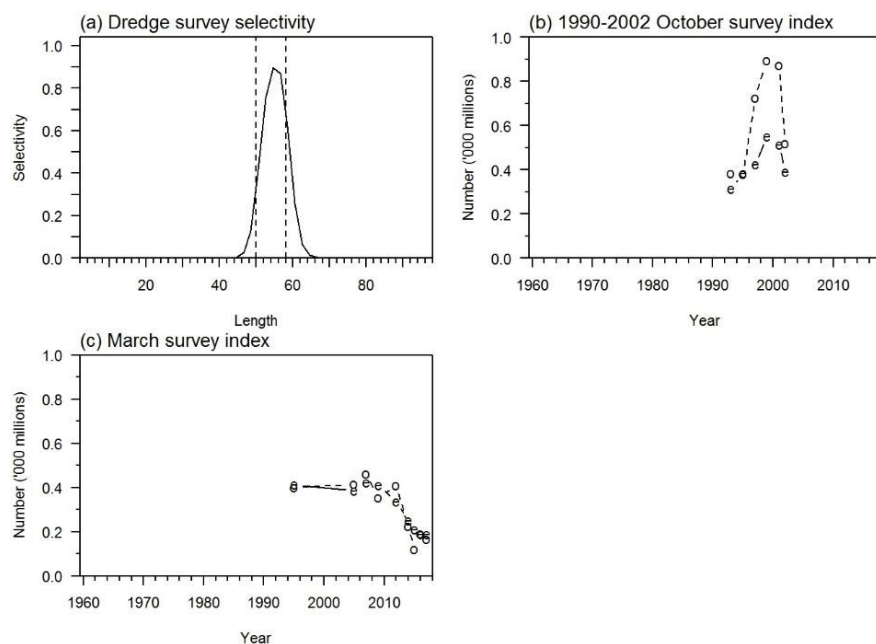 (a) Dredge survey selectivity
Selectivity
1.0
0.8
0.6
0.4
0.2
0.0
20 40 60 80
Length
(b) 1990-2002 October survey index
Number ('000 millions)
1.0
0.8
0.6
0.4
0.2
0.0
1960 1970 1980 1990 2000 2010
Year
(c) March survey index
Number ('000 millions)
1.0
0.8
0.6
0.4
0.2
0.0
1960 1970 1980 1990 2000 2010
Year